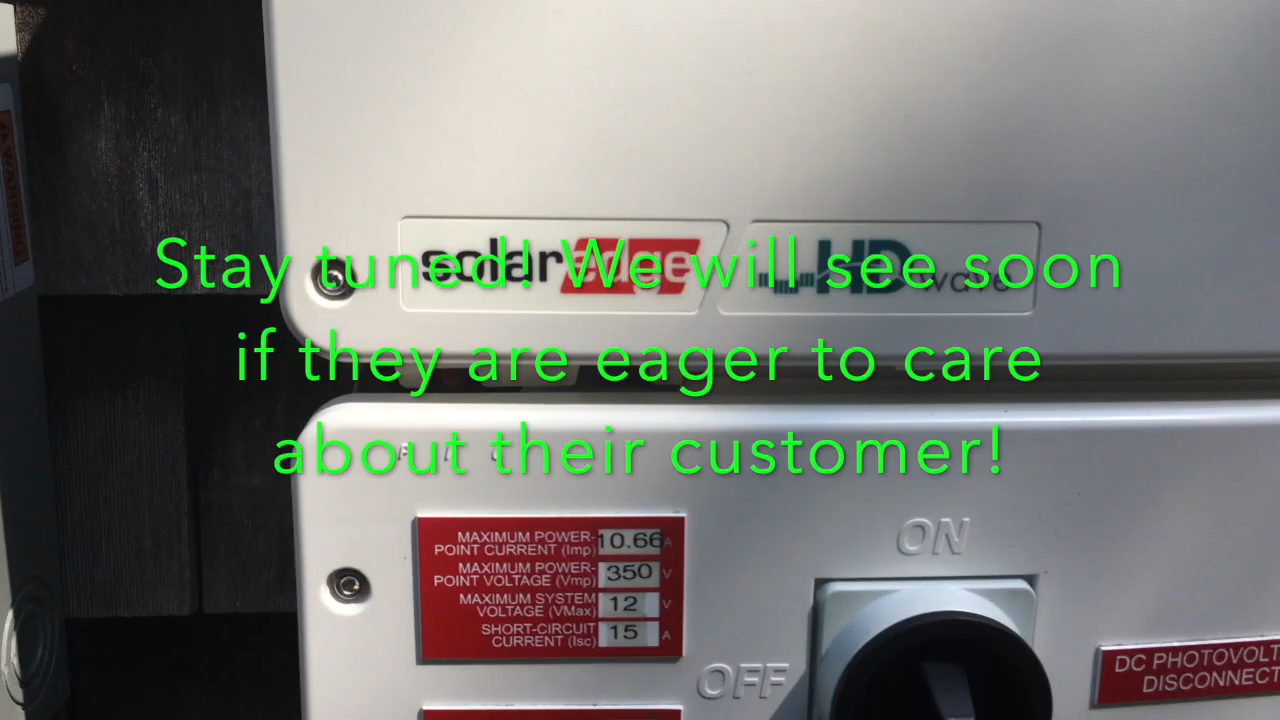 WARNING
solaredge
HD wave
Stay tuned! We will see soon
if they are eager to care
about their customer!
ON
MAXIMUM POWER-
POINT CURRENT (Imp) 10.66 A
MAXIMUM POWER-
POINT VOLTAGE (Vmp) 350 V
MAXIMUM SYSTEM
VOLTAGE (VMax) 12 V
SHORT-CIRCUIT
CURRENT (Isc) 15 A
OFF
DC PHOTOVOLT
DISCONNECT